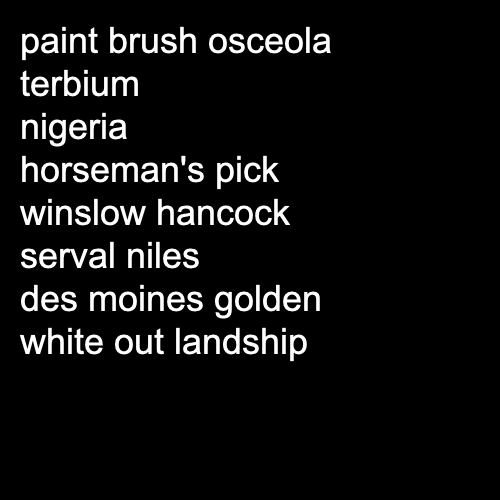 paint brush osceola
terbium
nigeria
horseman's pick
winslow hancock
serval niles
des moines golden
white out landship